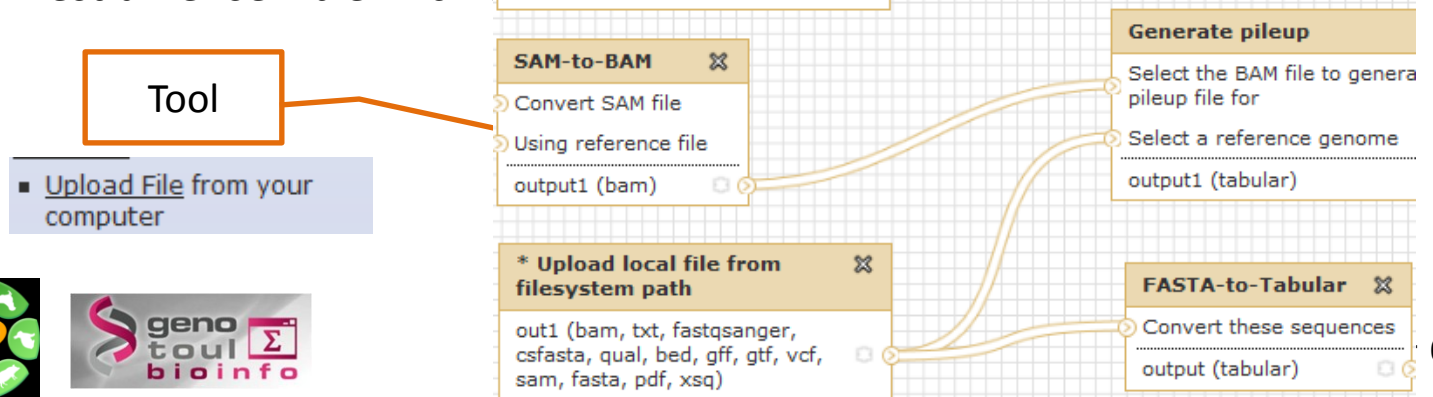 Tool
Upload File from your
computer
geno
toul
bioinfo
Σ
SAM-to-BAM
Convert SAM file
Using reference file
output1 (bam)
* Upload local file from
filesystem path
out1 (bam, txt, fastqsanger,
csfasta, qual, bed, gff, gtf, vcf,
sam, fasta, pdf, xsq)
Generate pileup
Select the BAM file to genera
pileup file for
Select a reference genome
output1 (tabular)
FASTA-to-Tabular
Convert these sequences
output (tabular)